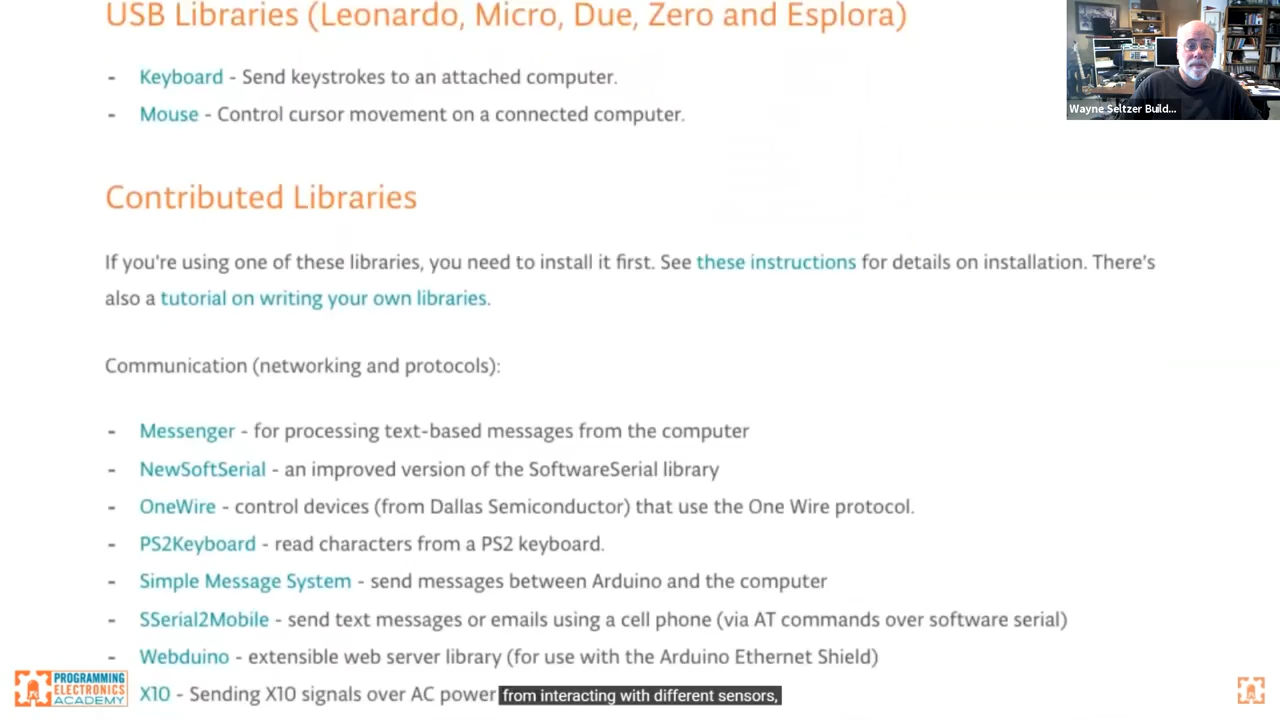 USB Libraries (Leonardo, Micro, Due, Zero and Esplora)
- Keyboard - Send keystrokes to an attached computer.
- Mouse - Control cursor movement on a connected computer.
Wayne Seltzer Build...
Contributed Libraries
If you're using one of these libraries, you need to install it first. See these instructions for details on installation. There's
also a tutorial on writing your own libraries.
Communication (networking and protocols):
- Messenger - for processing text-based messages from the computer
- NewSoftSerial - an improved version of the SoftwareSerial library
- OneWire - control devices (from Dallas Semiconductor) that use the One Wire protocol.
- PS2Keyboard - read characters from a PS2 keyboard.
- Simple Message System - send messages between Arduino and the computer
- SSerial2Mobile - send text messages or emails using a cell phone (via AT commands over software serial)
- Webduino - extensible web server library (for use with the Arduino Ethernet Shield)
X10 - Sending X10 signals over AC power
from interacting with different sensors,
PROGRAMMING
ELECTRONICS
ACADEMY